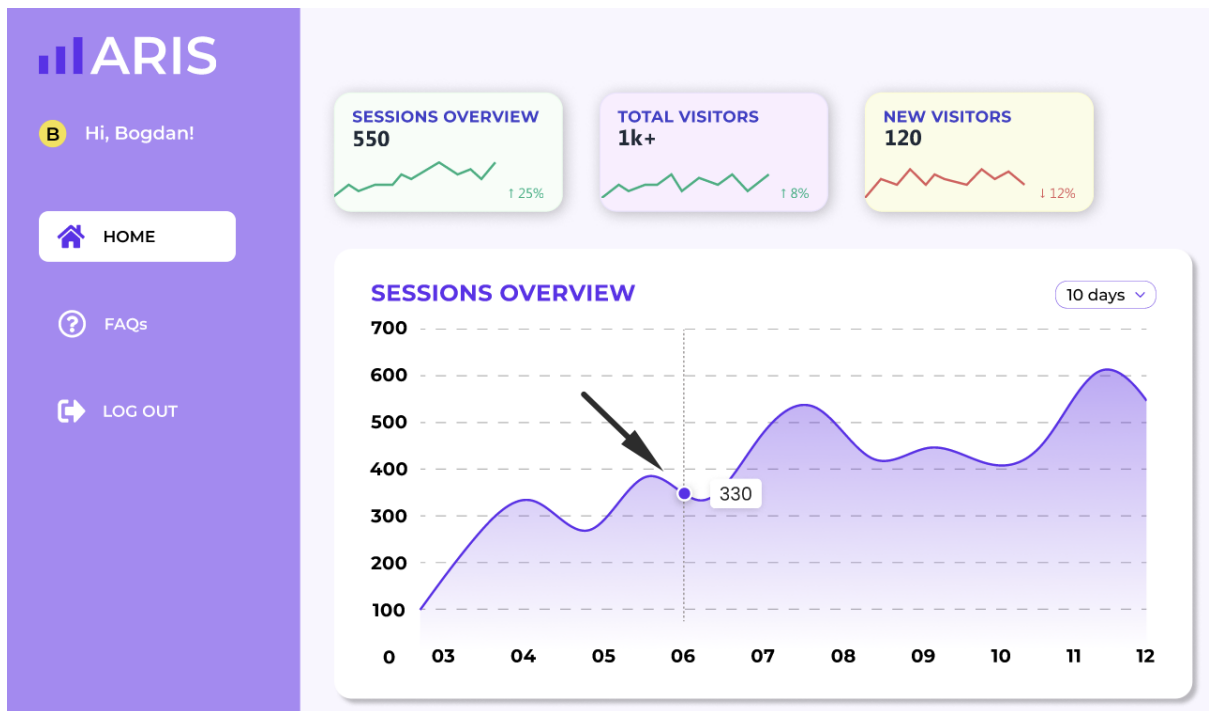 ARIS
B Hi, Bogdan!
HOME
FAQs
LOG OUT
SESSIONS OVERVIEW
550
↑ 25%
TOTAL VISITORS
1k+
↑ 8%
NEW VISITORS
120
↓ 12%
SESSIONS OVERVIEW
10 days
700
600
500
400
330
300
200
100
0 03 04 05 06 07 08 09 10 11 12